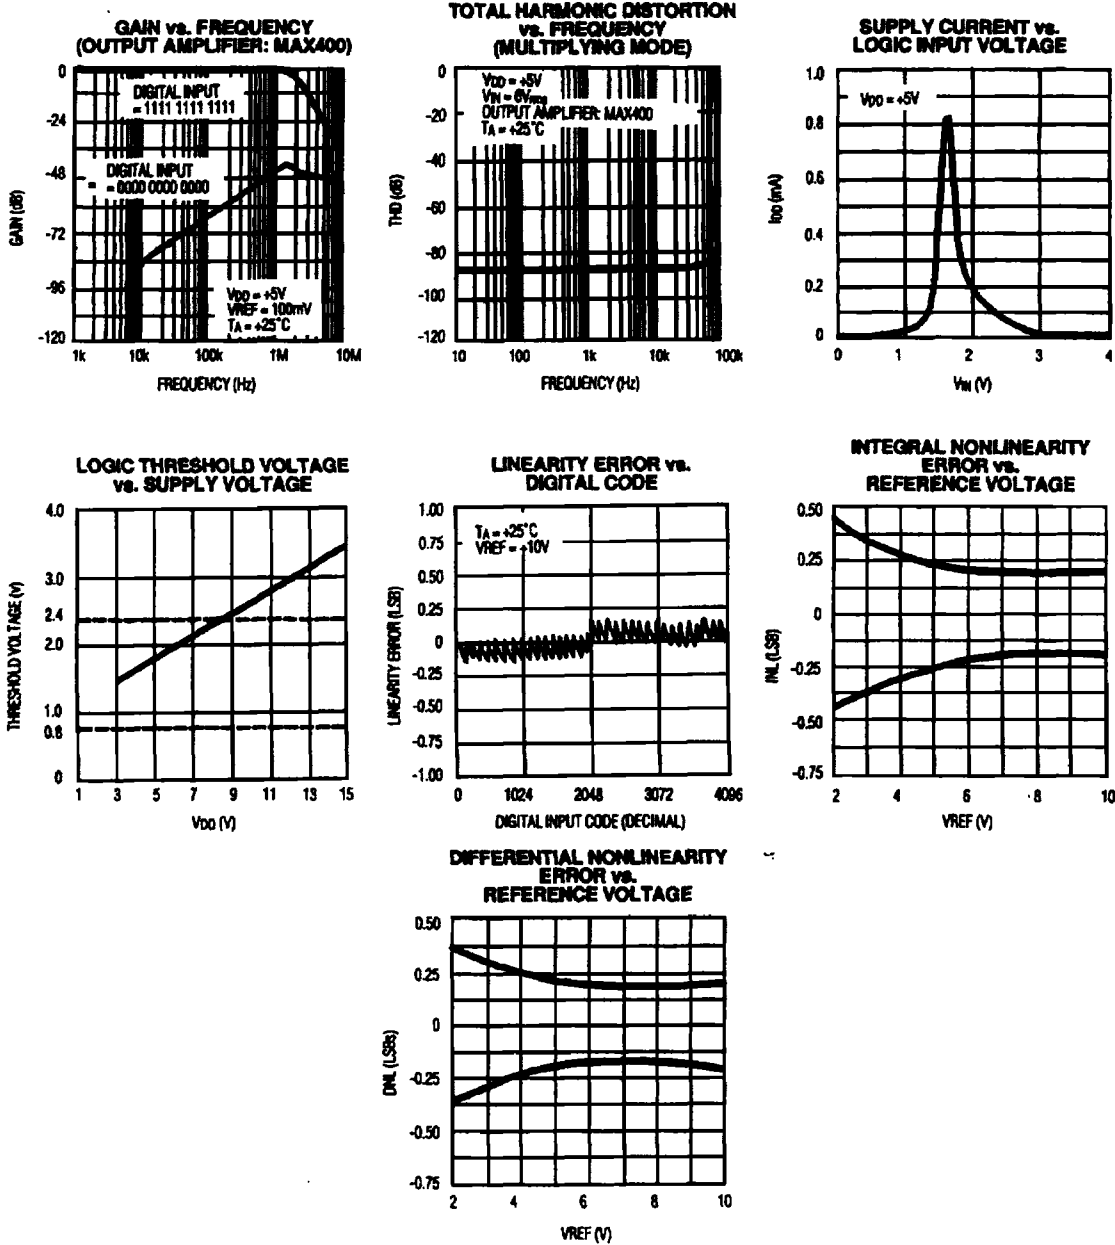 GAIN vs. FREQUENCY
(OUTPUT AMPLIFIER: MAX400)
0
-24
-48
-72
-96
-120
GAIN (dB)
DIGITAL INPUT
= 1111 1111 1111
DIGITAL INPUT
= 0000 0000 0000
VDD = +5V
VREF = 100mV
TA = +25°C
1k 10k 100k 1M 10M
FREQUENCY (Hz)
TOTAL HARMONIC DISTORTION
vs. FREQUENCY
(MULTIPLYING MODE)
0
-20
-40
-60
-80
-100
-120
THD (dB)
VDD = +5V
VIN = 6VRMS
OUTPUT AMPLIFIER: MAX400
TA = +25°C
10 100 1k 10k 100k
FREQUENCY (Hz)
SUPPLY CURRENT vs.
LOGIC INPUT VOLTAGE
1.0
0.8
0.6
0.4
0.2
0
IDD (mA)
VDD = +5V
0 1 2 3 4
VIN (V)
LOGIC THRESHOLD VOLTAGE
vs. SUPPLY VOLTAGE
4.0
3.0
2.4
2.0
1.0
0.8
0
THRESHOLD VOLTAGE (v)
1 3 5 7 9 11 13 15
VDD (V)
LINEARITY ERROR vs.
DIGITAL CODE
1.00
0.75
0.50
0.25
0
-0.25
-0.50
-0.75
-1.00
LINEARITY ERROR (LSB)
TA = +25°C
VREF = +10V
0 1024 2048 3072 4096
DIGITAL INPUT CODE (DECIMAL)
INTEGRAL NONLINEARITY
ERROR vs.
REFERENCE VOLTAGE
0.50
0.25
0
-0.25
-0.50
-0.75
INL (LSB)
2 4 6 8 10
VREF (V)
DIFFERENTIAL NONLINEARITY
ERROR vs.
REFERENCE VOLTAGE
0.50
0.25
0
-0.25
-0.50
-0.75
DNL (LSBs)
2 4 6 8 10
VREF (V)